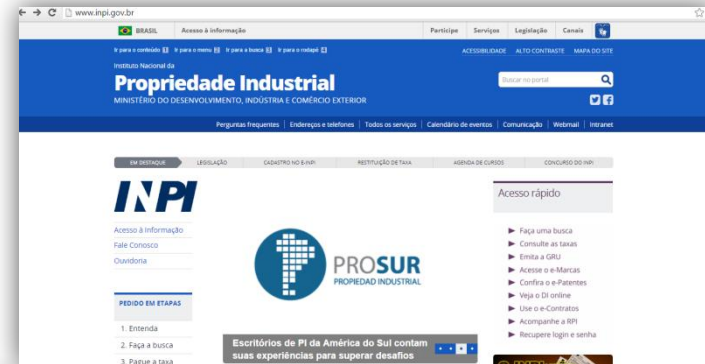 www.inpi.gov.br
BRASIL Acesso à informação Participe Serviços Legislação Canais
Ir para o conteúdo 1 Ir para o menu 2 Ir para a busca 3 Ir para o rodapé 4 ACESSIBILIDADE ALTO CONTRASTE MAPA DO SITE
Instituto Nacional da
Propriedade Industrial
Buscar no portal
MINISTÉRIO DO DESENVOLVIMENTO, INDÚSTRIA E COMÉRCIO EXTERIOR
Perguntas frequentes Endereços e telefones Todos os serviços Calendário de eventos Comunicação Webmail Intranet
EM DESTAQUE LEGISLAÇÃO CADASTRO NO E-INPI RESTITUIÇÃO DE TAXA AGENDA DE CURSOS CONCURSO DO INPI
INPI
Acesso à Informação
Fale Conosco
Ouvidoria
PEDIDO EM ETAPAS
1. Entenda
2. Faça a busca
3. Pague a taxa
PROSUR
PROPIEDAD INDUSTRIAL
Escritórios de PI da América do Sul contam
suas experiências para superar desafios
Acesso rápido
Faça uma busca
Consulte as taxas
Emita a GRU
Acesse o e-Marcas
Confira o e-Patentes
Veja o DI online
Use o e-Contratos
Acompanhe a RPI
Recupere login e senha